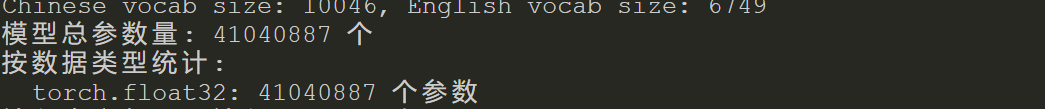 Chinese vocab size: 10046, English vocab size: 6749
模型总参数量: 41040887 个
按数据类型统计:
  torch.float32: 41040887 个参数